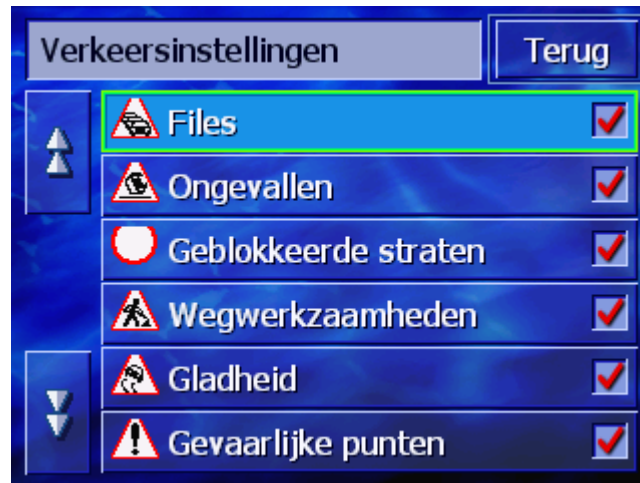 Verkeersinstellingen
Terug
Files
Ongevallen
Geblokkeerde straten
Wegwerkzaamheden
Gladheid
Gevaarlijke punten